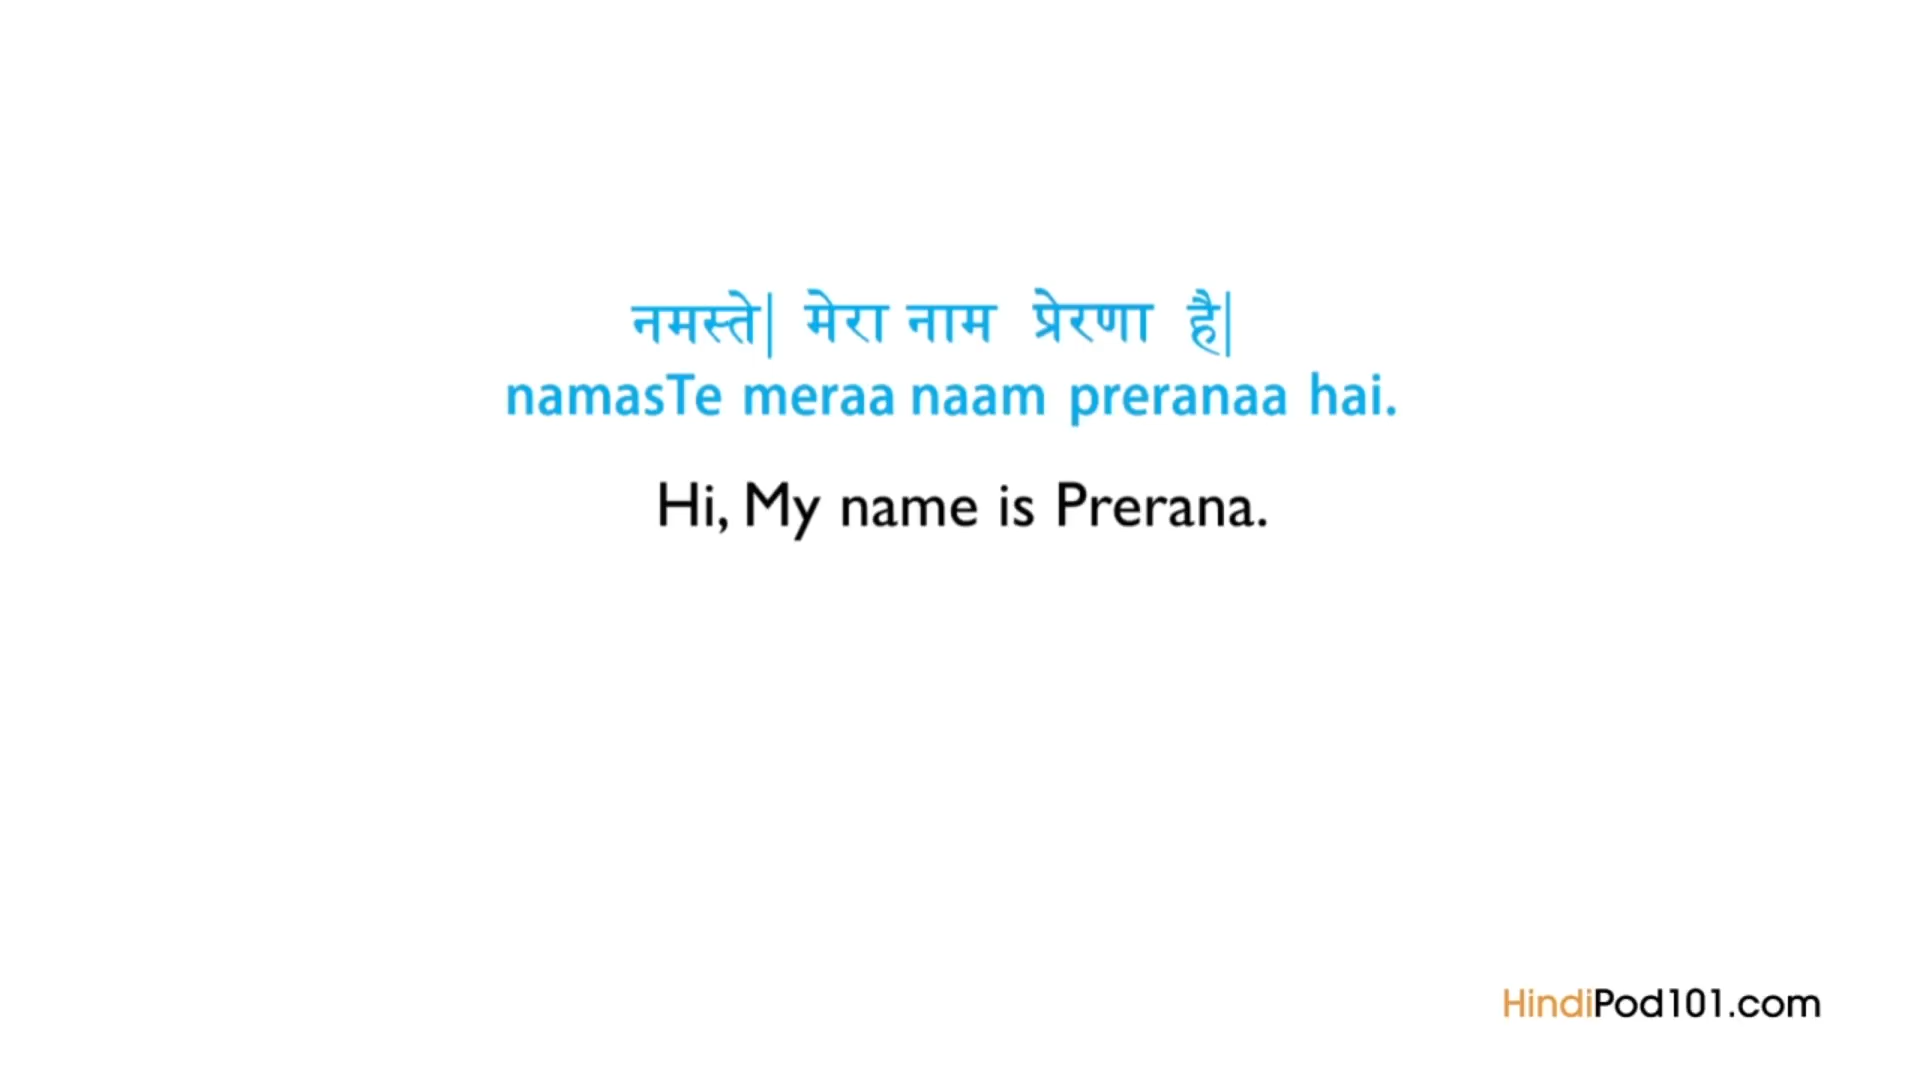 नमस्ते| मेरा नाम प्रेरणा है|
namasTe meraa naam preranaa hai.
Hi, My name is Prerana.
HindiPod101.com